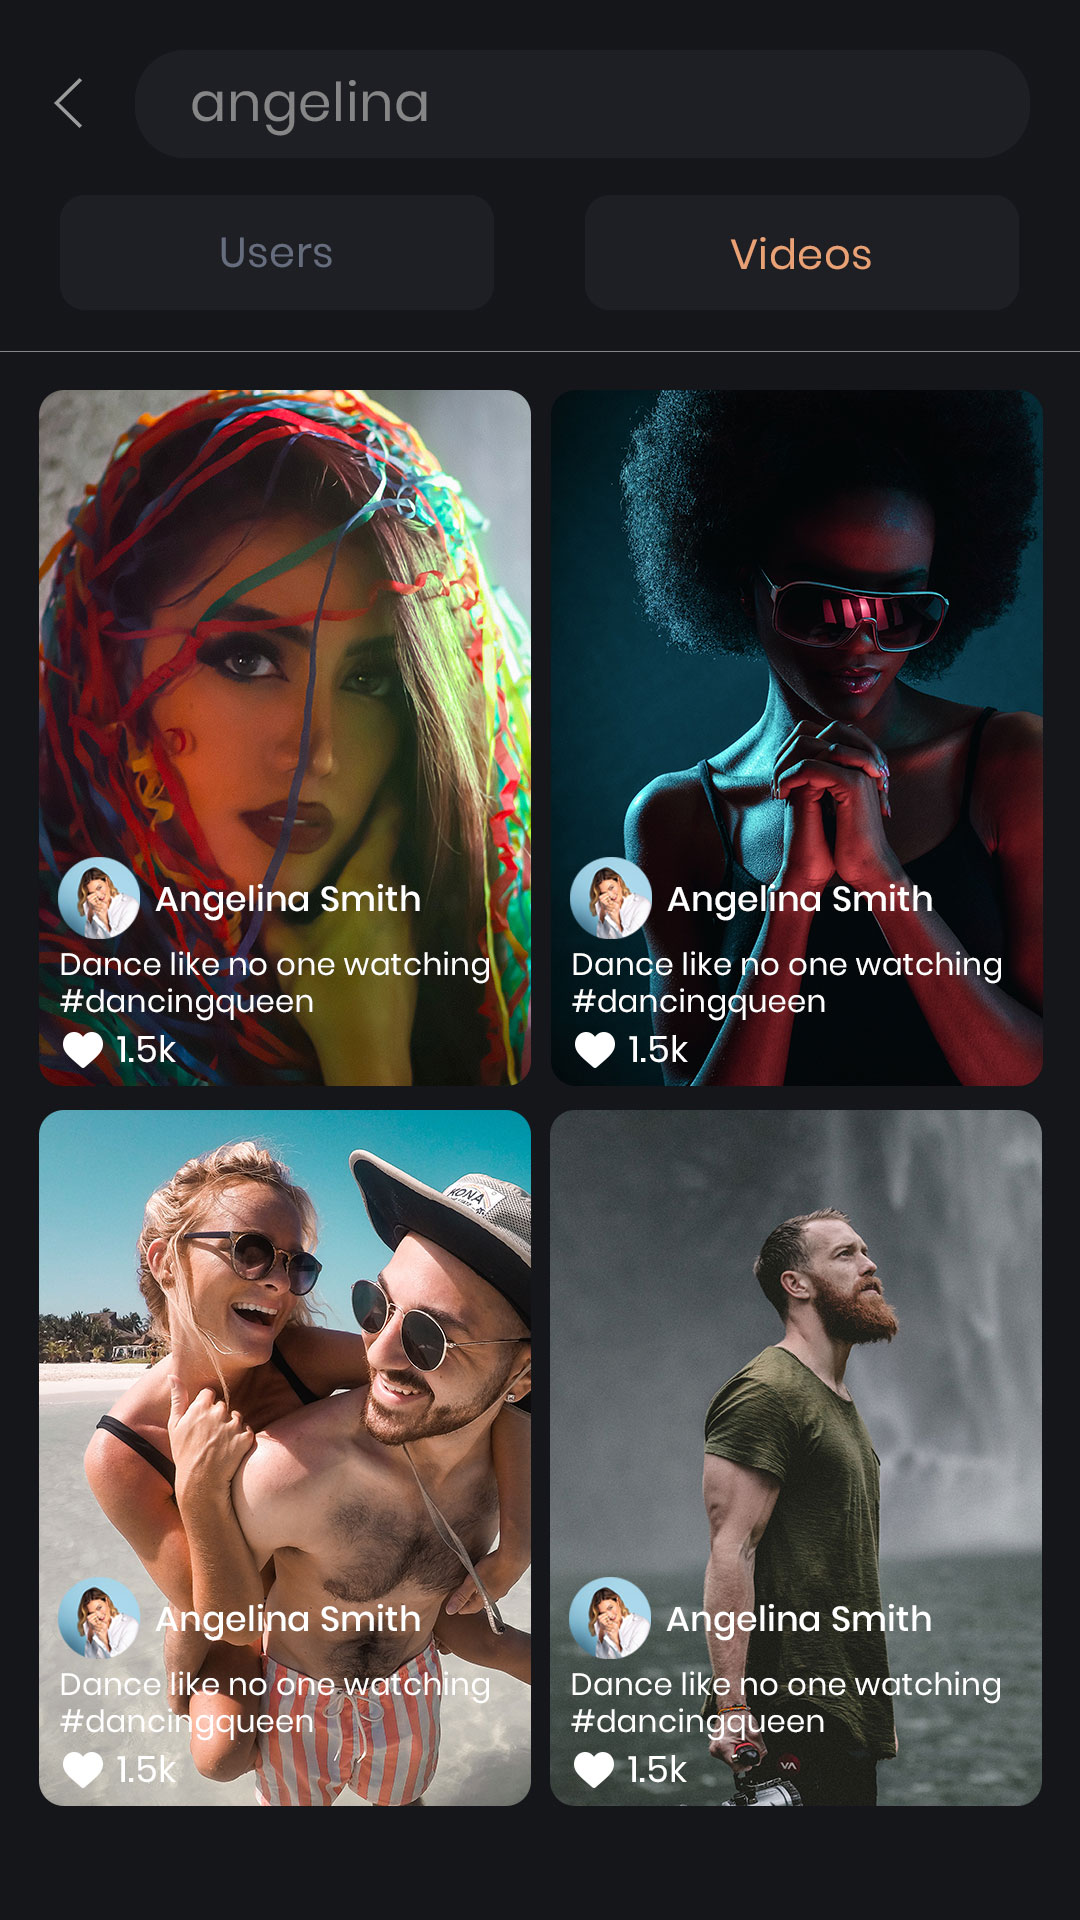 angelina
Users
Videos
Angelina Smith
Dance like no one watching
#dancingqueen
1.5k
Angelina Smith
Dance like no one watching
#dancingqueen
1.5k
KONA
Angelina Smith
Dance like no one watching
#dancingqueen
1.5k
Angelina Smith
Dance like no one watching
#dancingqueen
1.5k
VA